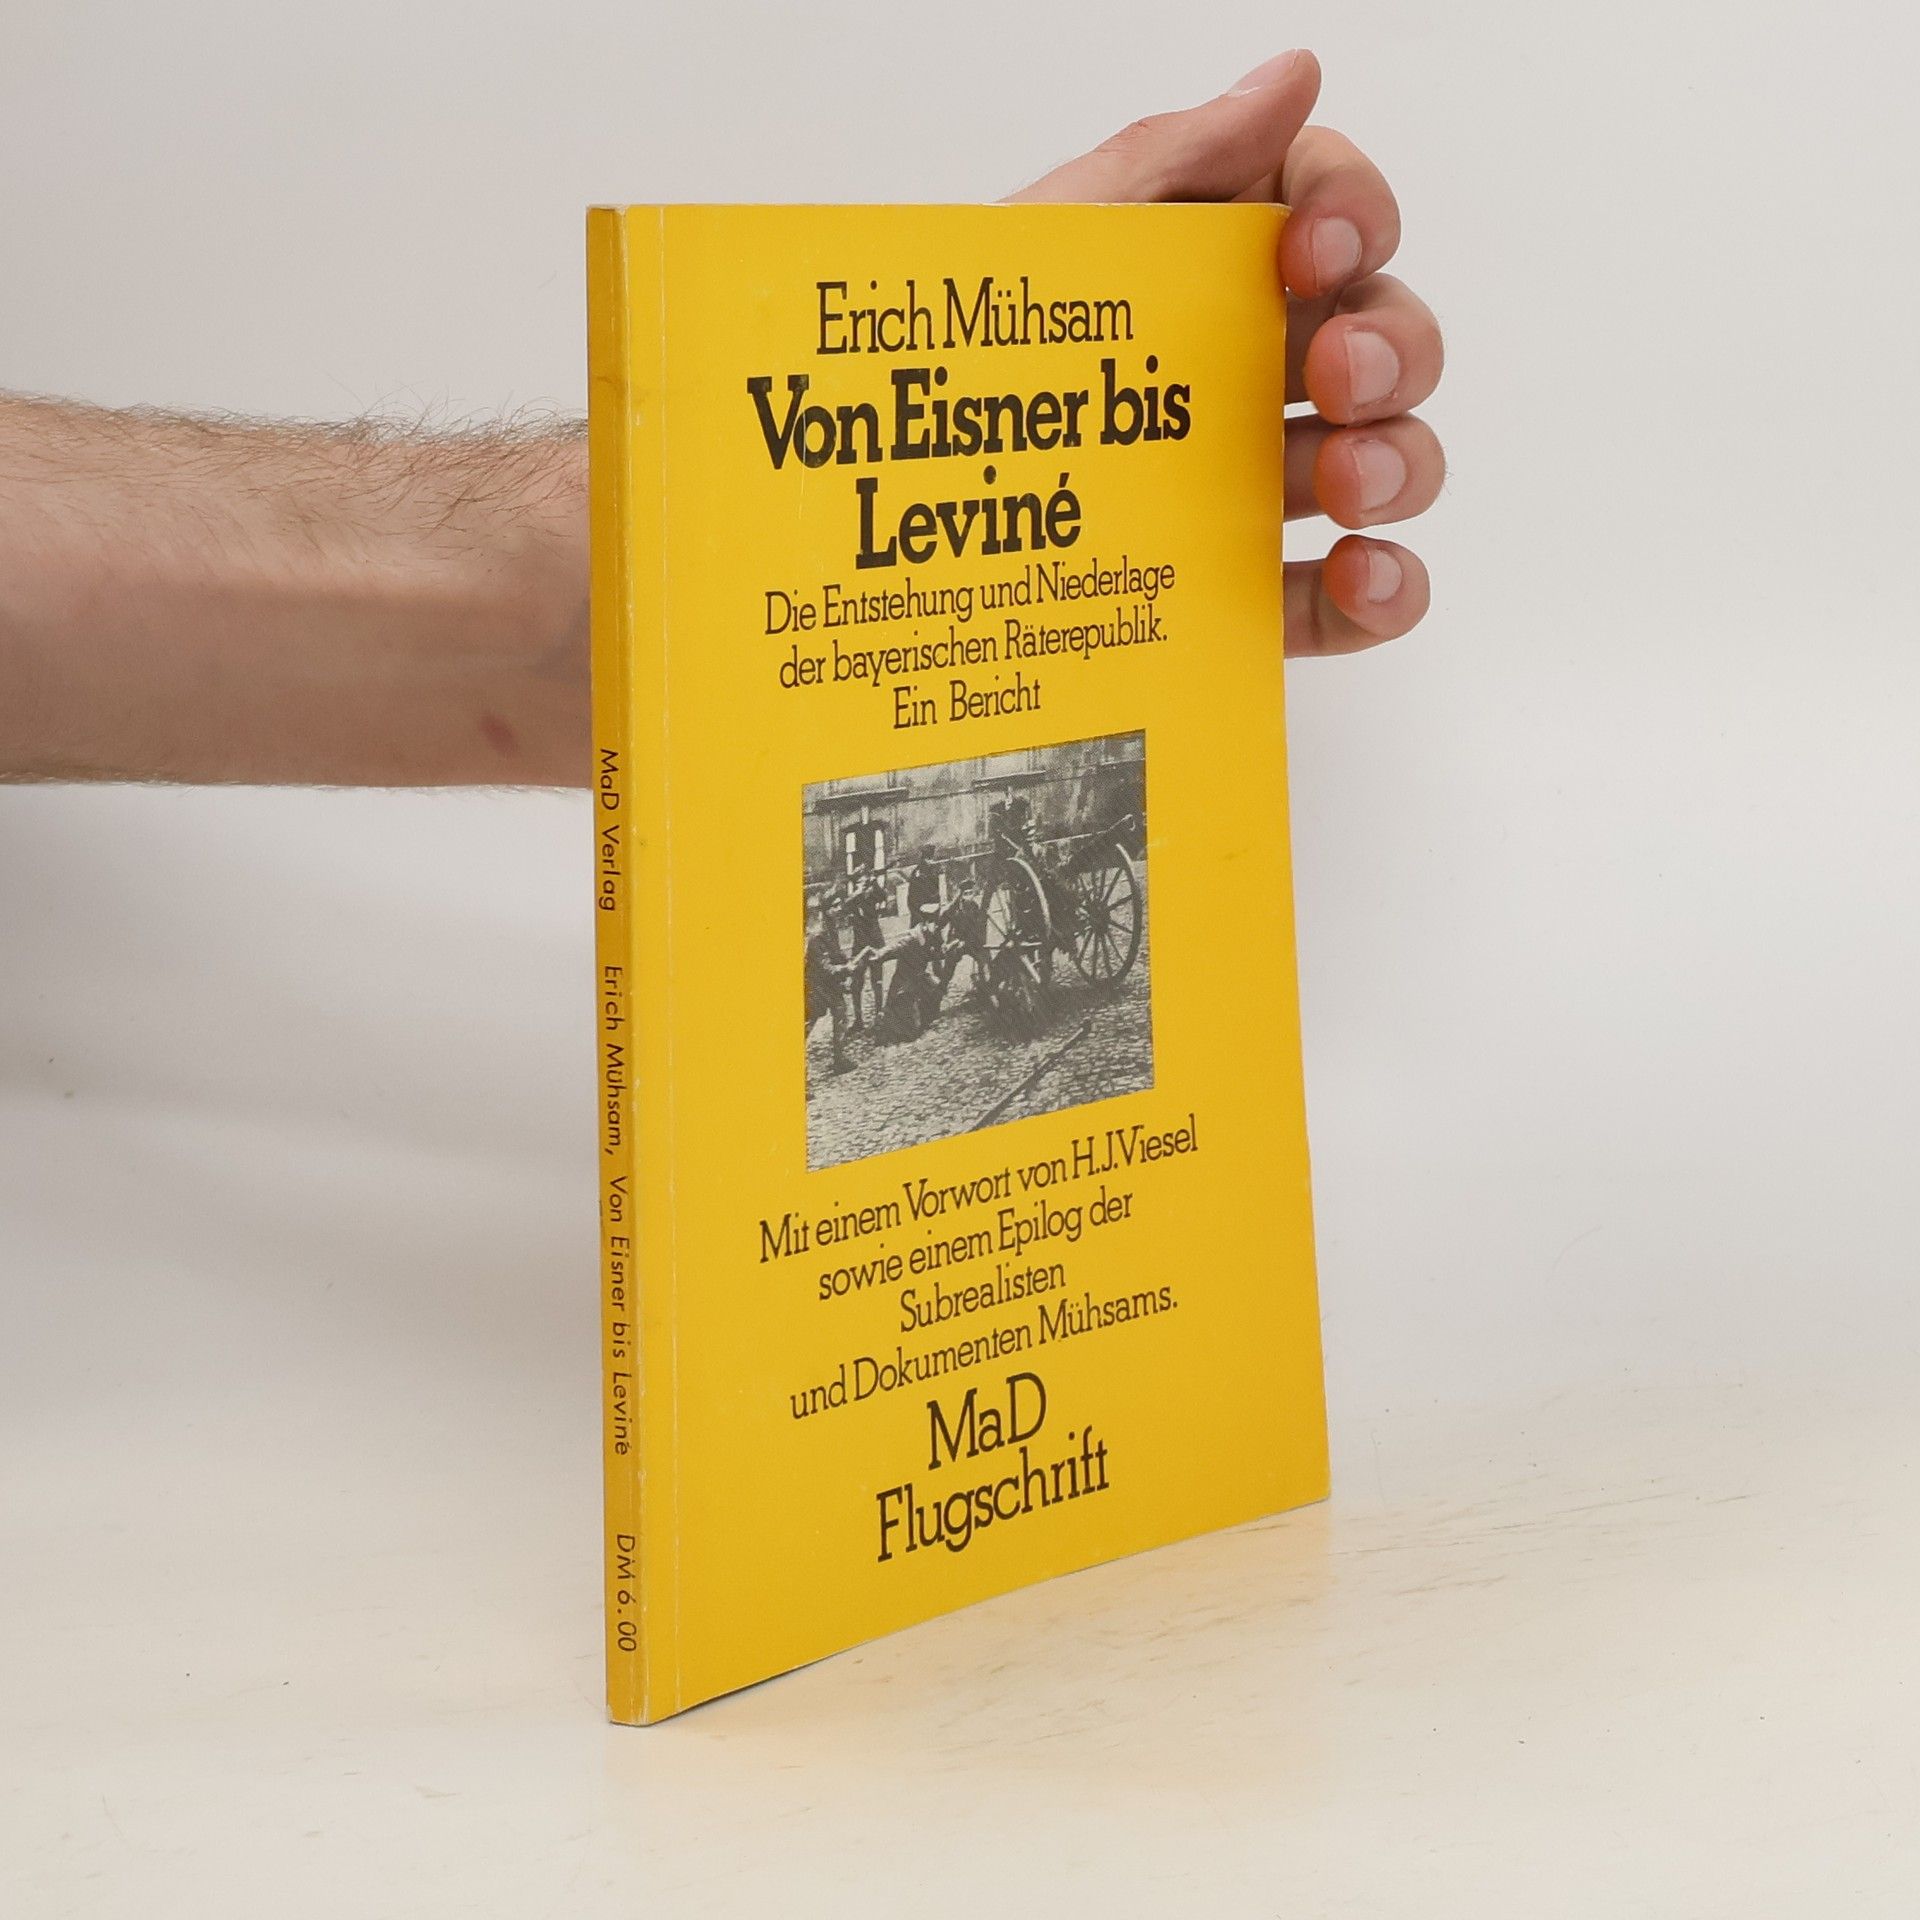 Erich Mühsam
Von Eisner bis
Leviné
Die Entstehung und Niederlage
der bayerischen Räterepublik.
Ein Bericht
Mit einem Vorwort von H.J.Viesel
sowie einem Epilog der
Subrealisten
und Dokumenten Mühsams.
MaD
Flugschrift
MaD Verlag Erich Mühsam, Von Eisner bis Leviné DM 6.00